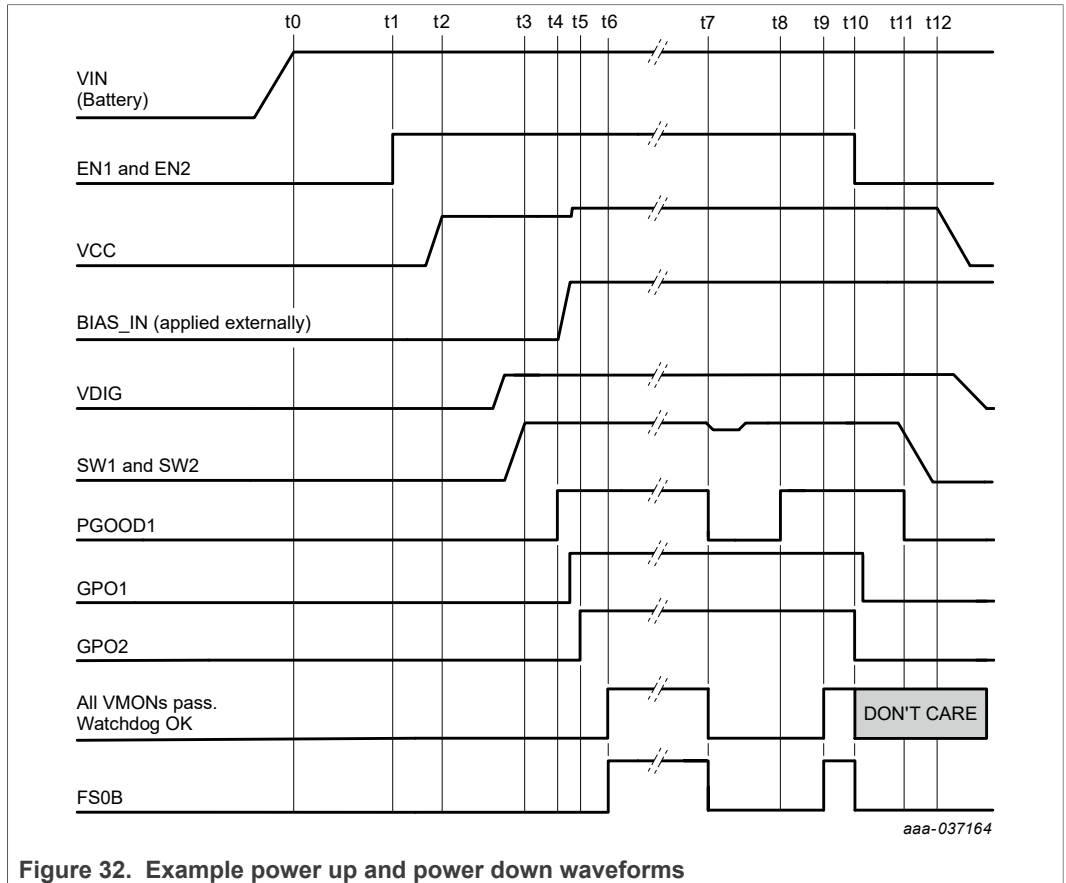 t0 t1 t2 t3 t4 t5 t6 t7 t8 t9 t10 t11 t12
VIN
(Battery)
EN1 and EN2
VCC
BIAS_IN (applied externally)
VDIG
SW1 and SW2
PGOOD1
GPO1
GPO2
All VMONs pass.
Watchdog OK
DON'T CARE
FS0B
aaa-037164
Figure 32. Example power up and power down waveforms